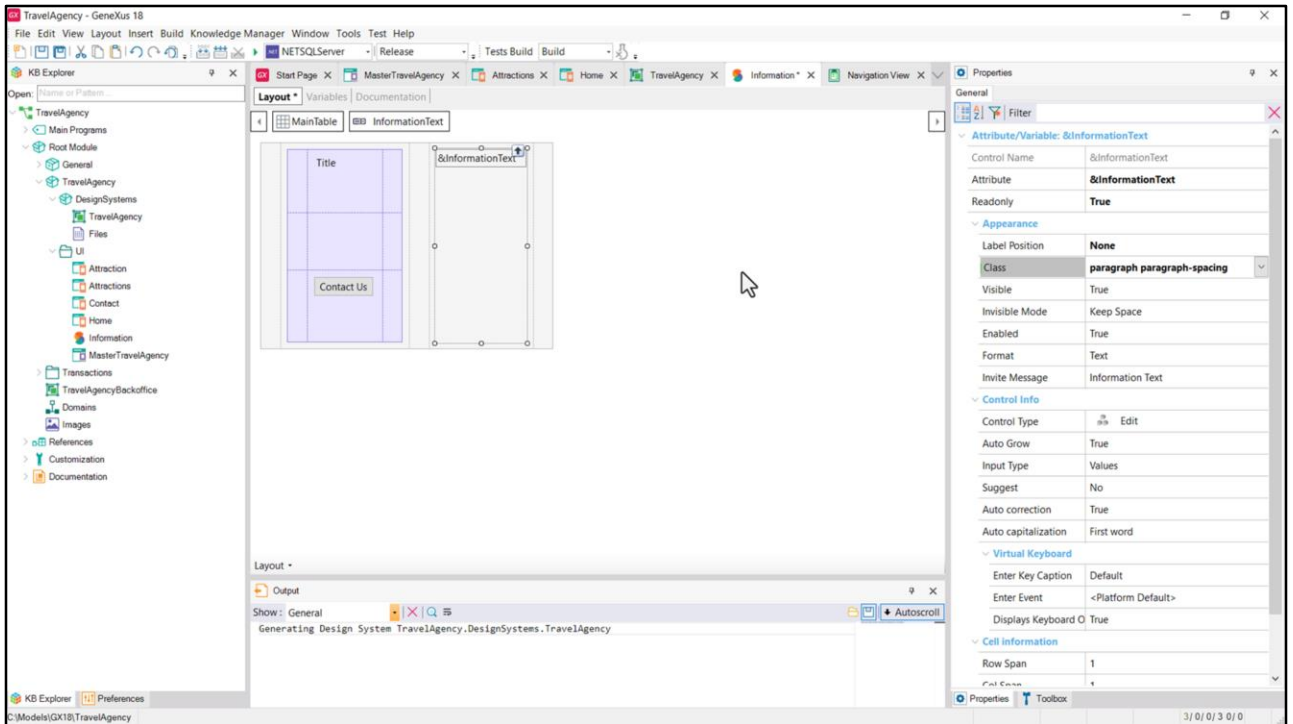 TravelAgency - GeneXus 18
File Edit View Layout Insert Build Knowledge Manager Window Tools Test Help
NETSQLServer Release Tests Build Build
KB Explorer
Open: Name or Pattern...
TravelAgency
Main Programs
Root Module
General
TravelAgency
DesignSystems
TravelAgency
Files
UI
Attraction
Attractions
Contact
Home
Information
MasterTravelAgency
Transactions
TravelAgencyBackoffice
Domains
Images
References
Customization
Documentation
KB Explorer Preferences
Start Page X MasterTravelAgency X Attractions X Home X TravelAgency X Information * X Navigation View X
Layout * Variables Documentation
MainTable InformationText
Title
&InformationText
Contact Us
Layout
Output
Show: General Autoscroll
Generating Design System TravelAgency.DesignSystems.TravelAgency
Properties
General
Filter
Attribute/Variable: &InformationText
Control Name &InformationText
Attribute &InformationText
Readonly True
Appearance
Label Position None
Class paragraph paragraph-spacing
Visible True
Invisible Mode Keep Space
Enabled True
Format Text
Invite Message Information Text
Control Info
Control Type Edit
Auto Grow True
Input Type Values
Suggest No
Auto correction True
Auto capitalization First word
Virtual Keyboard
Enter Key Caption Default
Enter Event <Platform Default>
Displays Keyboard O True
Cell information
Row Span 1
Col Span 1
Properties Toolbox
C:\Models\GX18\TravelAgency
3/ 0/ 0/ 3 0/ 0